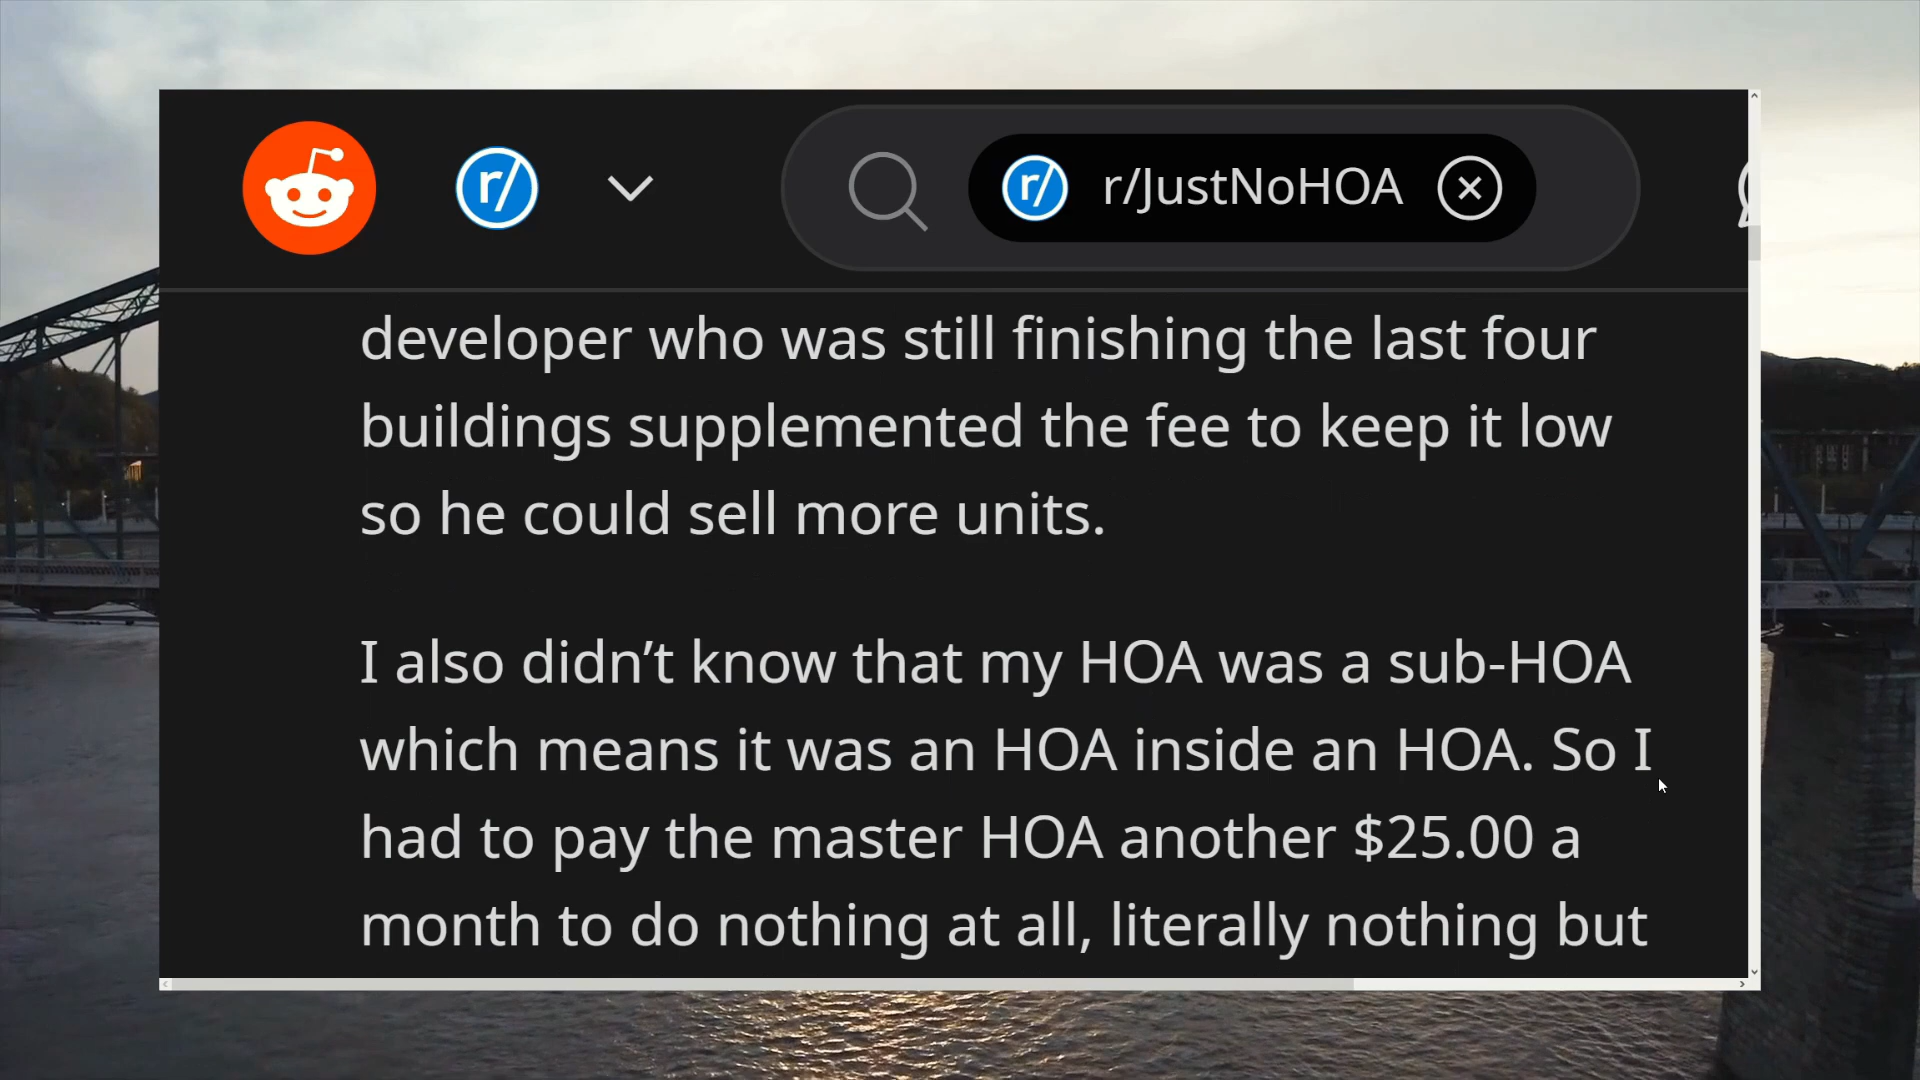 r/
r/ r/JustNoHOA
developer who was still finishing the last four
buildings supplemented the fee to keep it low
so he could sell more units.
I also didn’t know that my HOA was a sub-HOA
which means it was an HOA inside an HOA. So I
had to pay the master HOA another $25.00 a
month to do nothing at all, literally nothing but